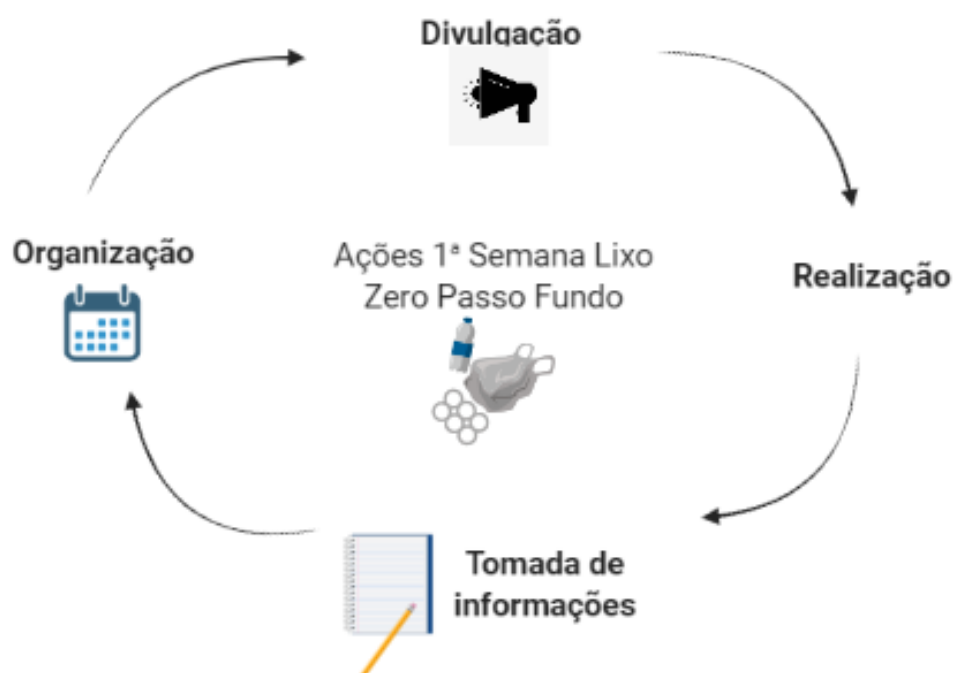 Divulgação
Organização
Ações 1ª Semana Lixo
Zero Passo Fundo
Realização
Tomada de
informações